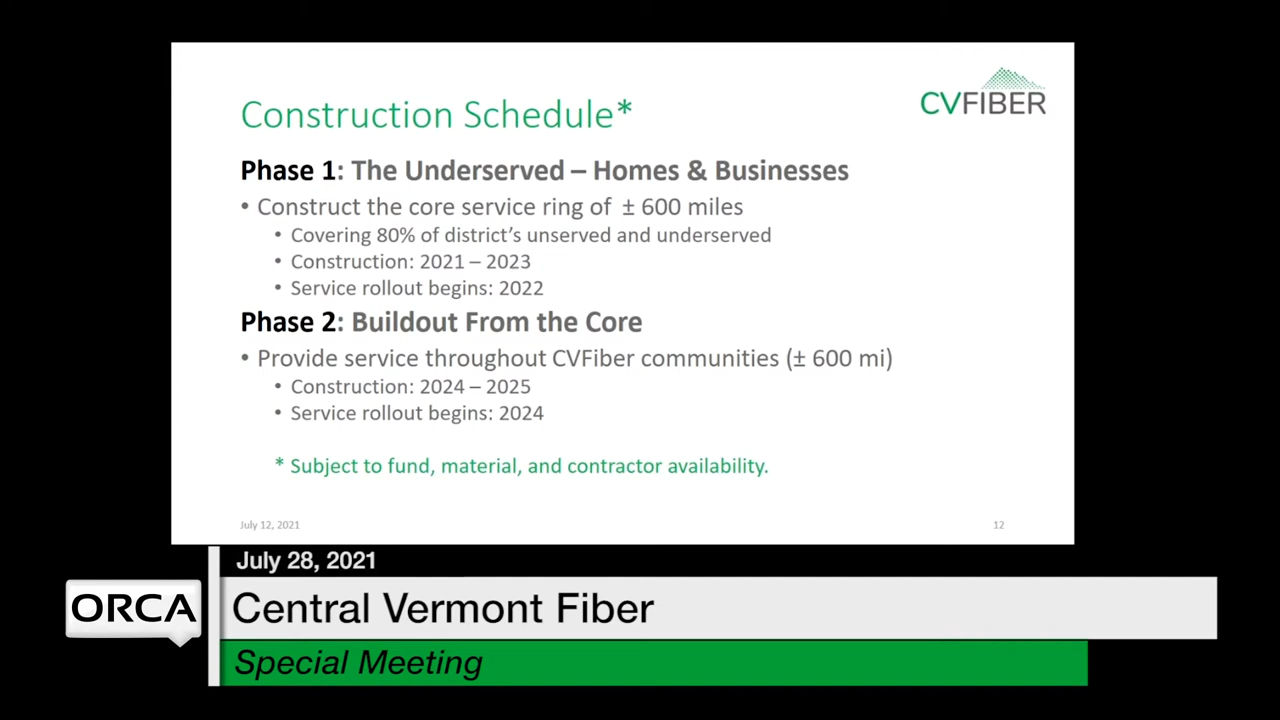 CVFIBER
Construction Schedule*
Phase 1: The Underserved – Homes & Businesses
• Construct the core service ring of ± 600 miles
• Covering 80% of district's unserved and underserved
• Construction: 2021 – 2023
• Service rollout begins: 2022
Phase 2: Buildout From the Core
• Provide service throughout CVFiber communities (± 600 mi)
• Construction: 2024 – 2025
• Service rollout begins: 2024
* Subject to fund, material, and contractor availability.
July 12, 2021
12
July 28, 2021
ORCA
Central Vermont Fiber
Special Meeting